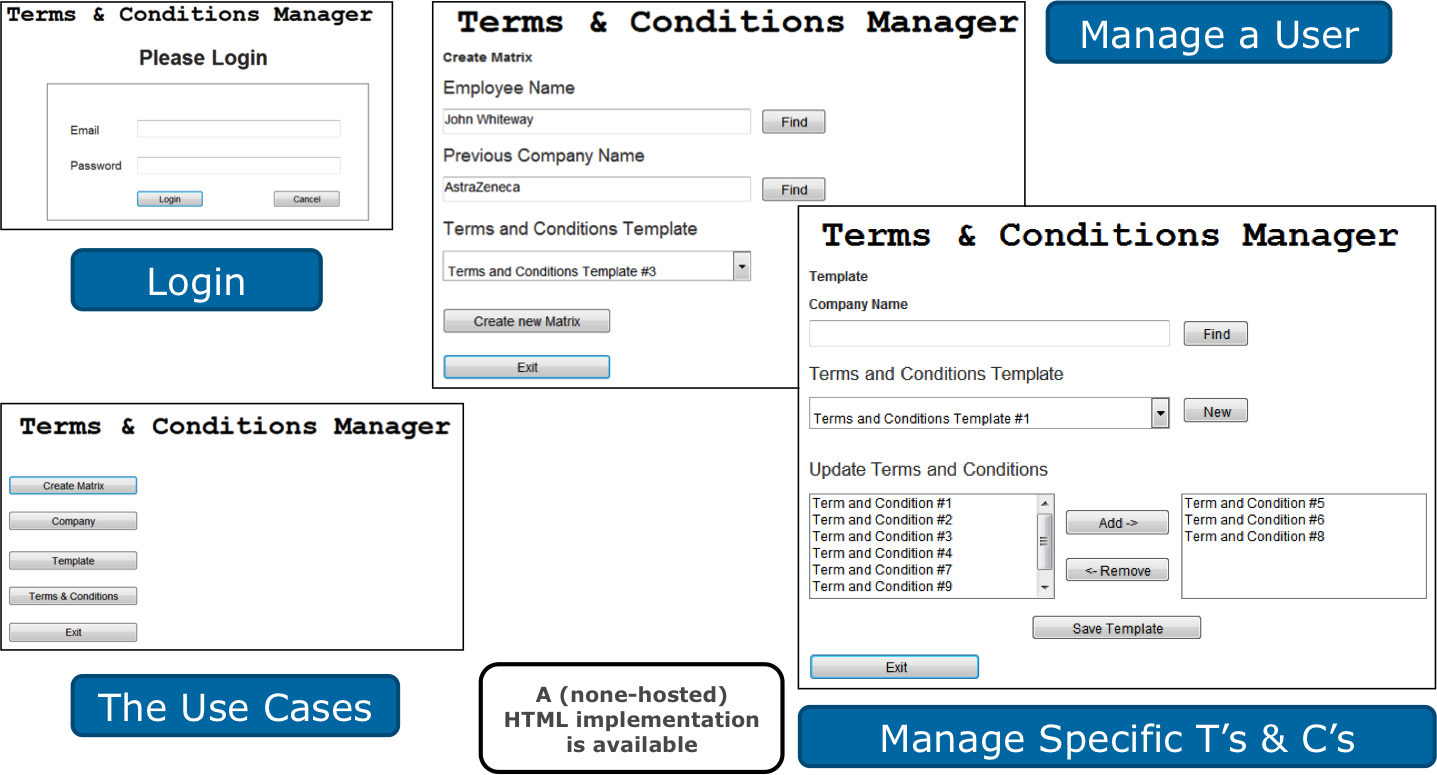 Terms & Conditions Manager
Please Login
Email
Password
Login
Cancel
Login
Terms & Conditions Manager
Create Matrix
Employee Name
John Whiteway
Find
Previous Company Name
AstraZeneca
Find
Terms and Conditions Template
Terms and Conditions Template #3
Create new Matrix
Exit
Manage a User
Terms & Conditions Manager
Template
Company Name
Find
Terms and Conditions Template
Terms and Conditions Template #1
New
Update Terms and Conditions
Term and Condition #1
Term and Condition #2
Term and Condition #3
Term and Condition #4
Term and Condition #7
Term and Condition #9
Add ->
<- Remove
Term and Condition #5
Term and Condition #6
Term and Condition #8
Save Template
Exit
Manage Specific T’s & C’s
Terms & Conditions Manager
Create Matrix
Company
Template
Terms & Conditions
Exit
The Use Cases
A (none-hosted)
HTML implementation
is available